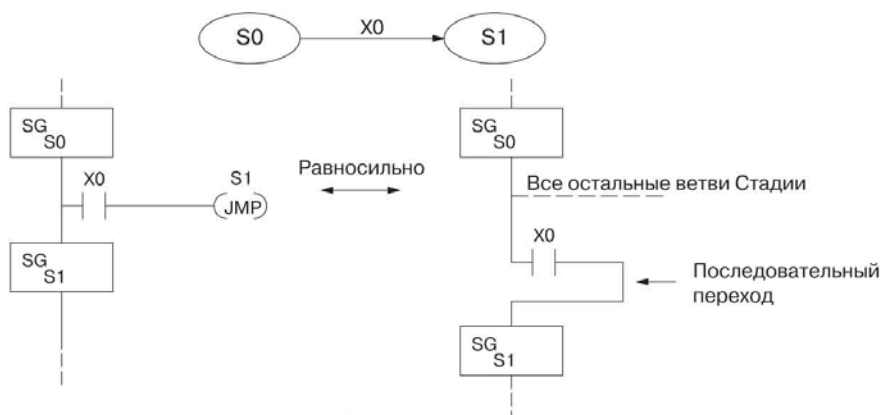 S0
X0
S1
SG
S0
X0
S1
JMP
SG
S1
Равносильно
SG
S0
Все остальные ветви Стадии
X0
Последовательный
переход
SG
S1